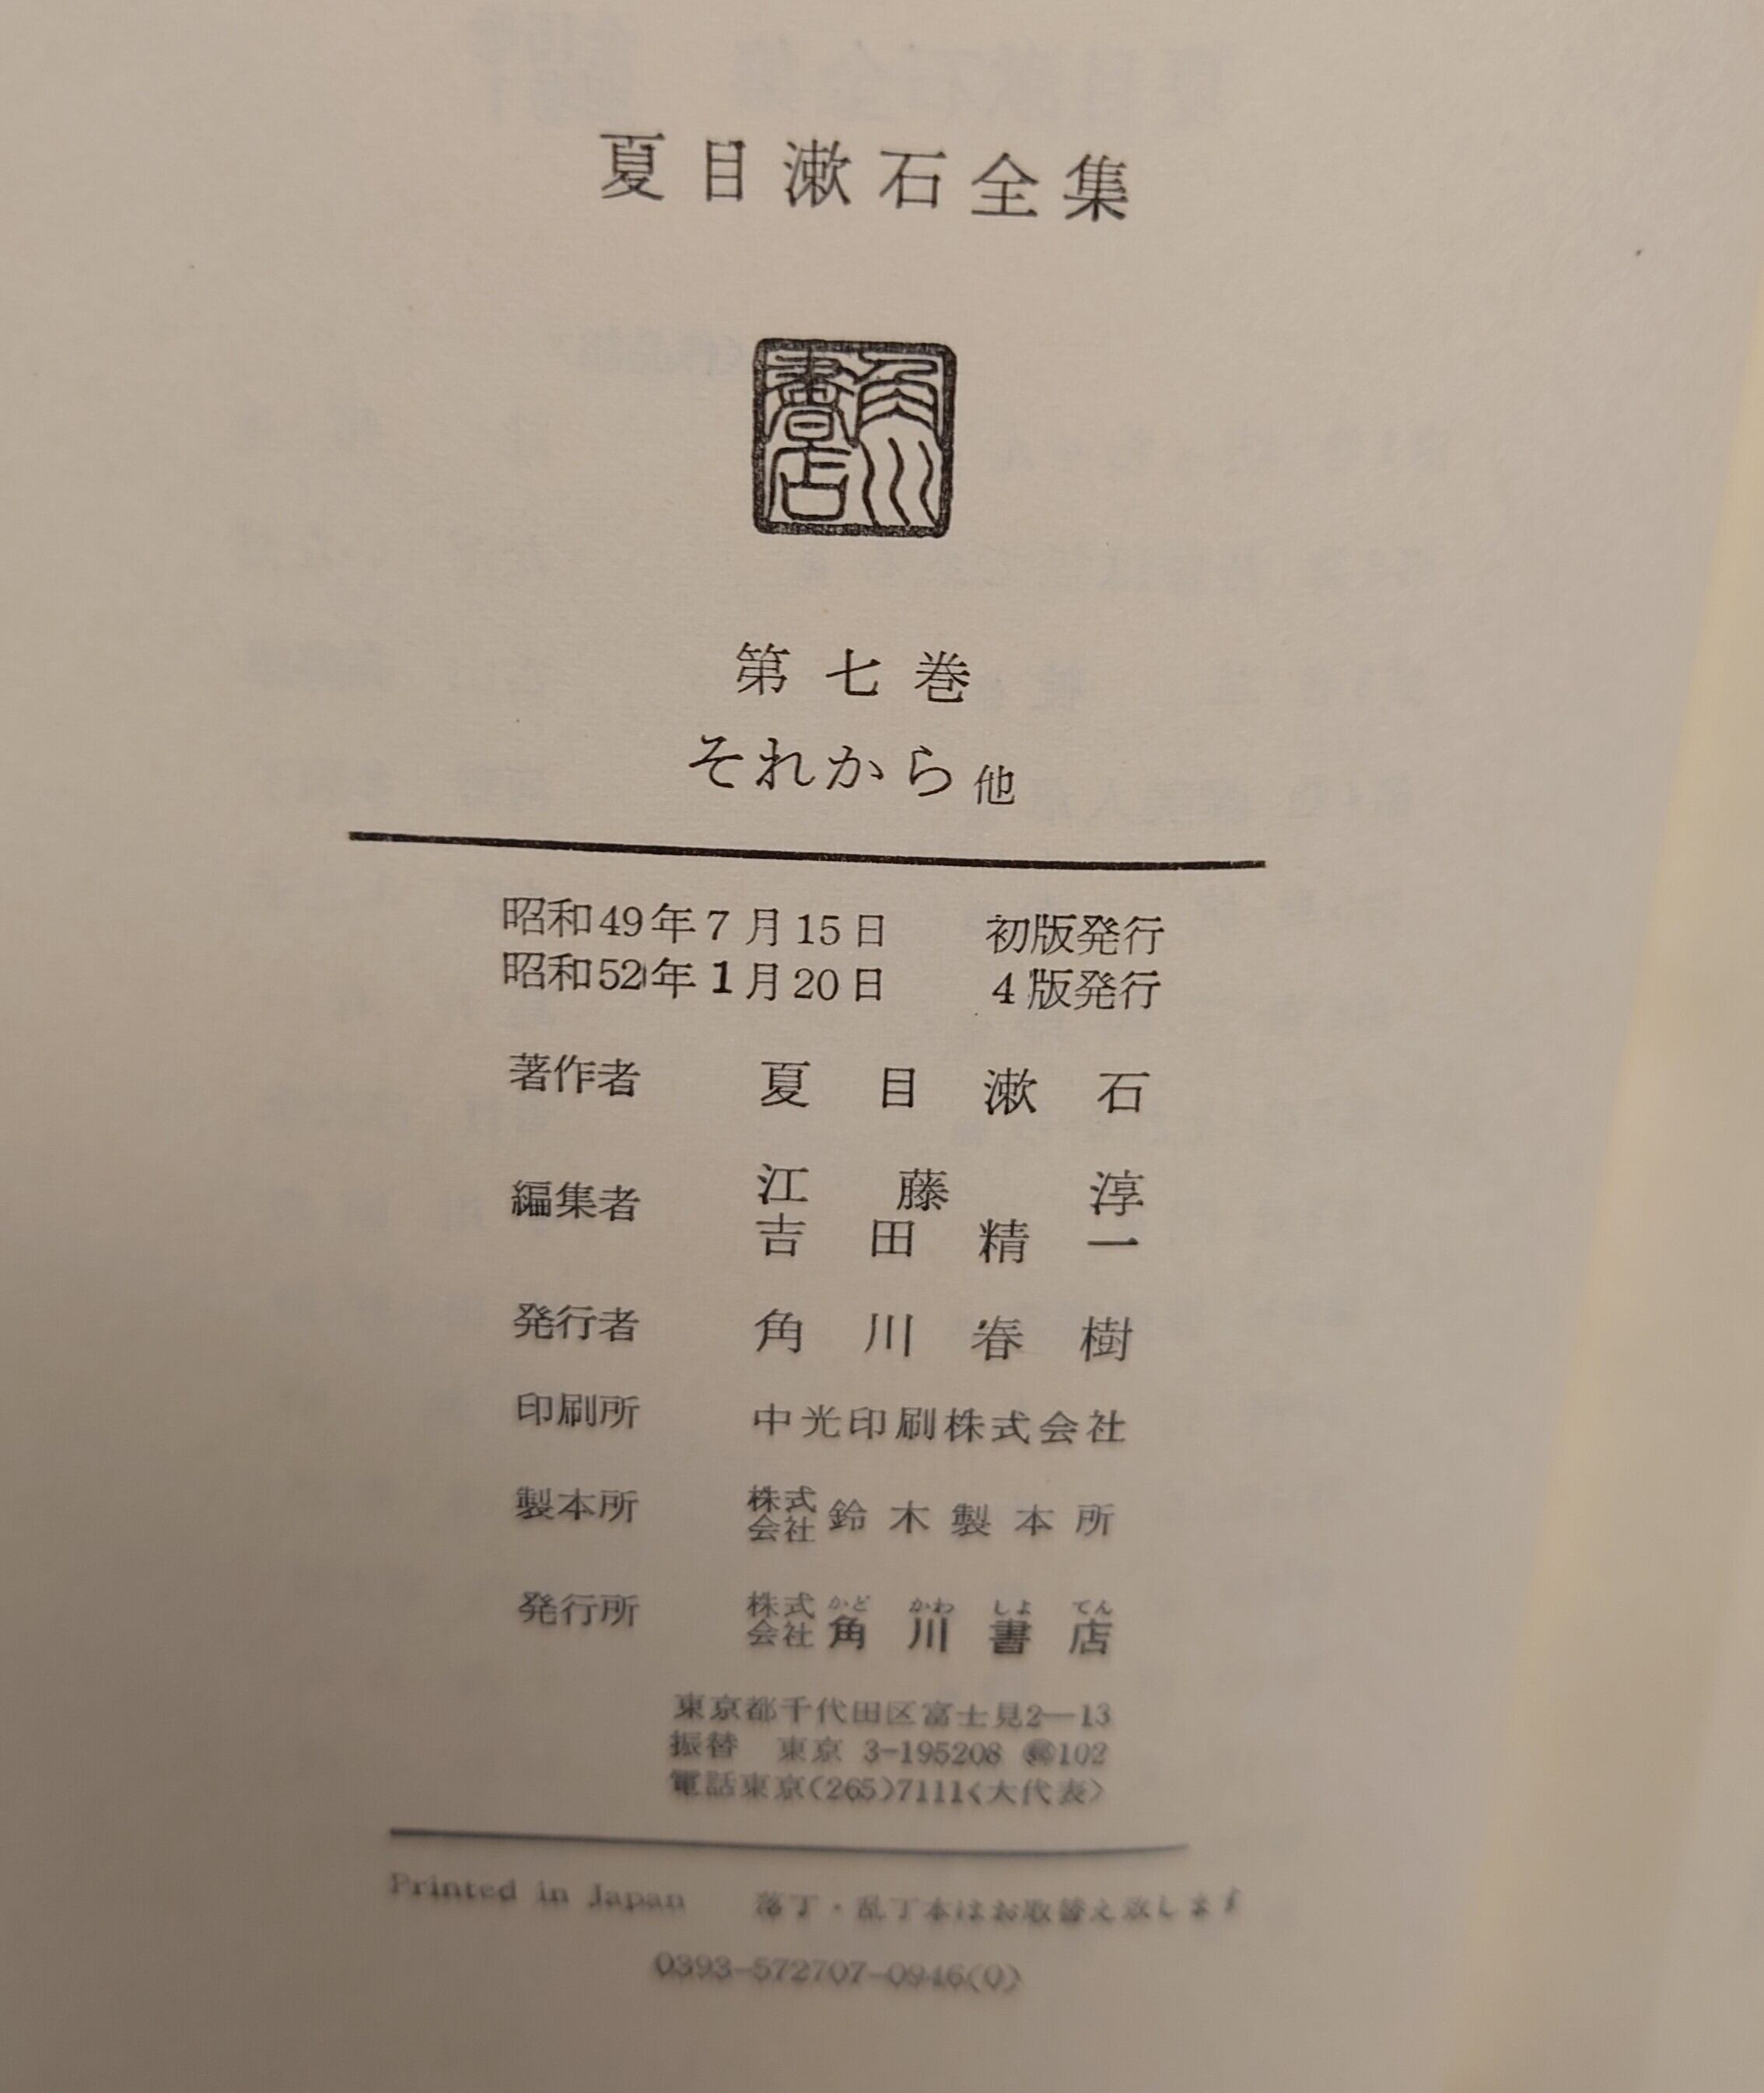 夏目漱石全集
角川書店
第七巻
それから他
昭和49年7月15日 初版発行
昭和52年1月20日 4版発行
著作者 夏目漱石
編集者 江藤淳
吉田精一
発行者 角川春樹
印刷所 中光印刷株式会社
製本所 株式会社鈴木製本所
かど かわ しよ てん
発行所 株式会社角川書店
東京都千代田区富士見2―13
振替 東京 3-195208 102
電話東京(265)7111<大代表>
Printed in Japan 落丁・乱丁本はお取替え致します
0393-572707-0946(0)